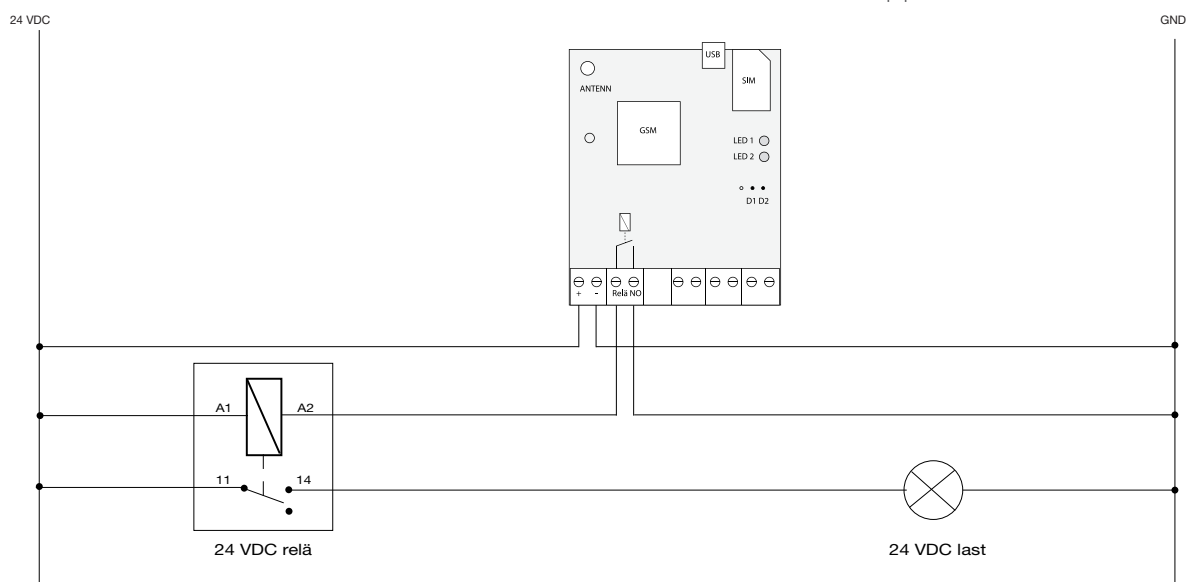 24 VDC
GND
USB
SIM
ANTENN
GSM
LED 1
LED 2
D1 D2
+ - Relä NO
A1 A2
11 14
24 VDC relä
24 VDC last